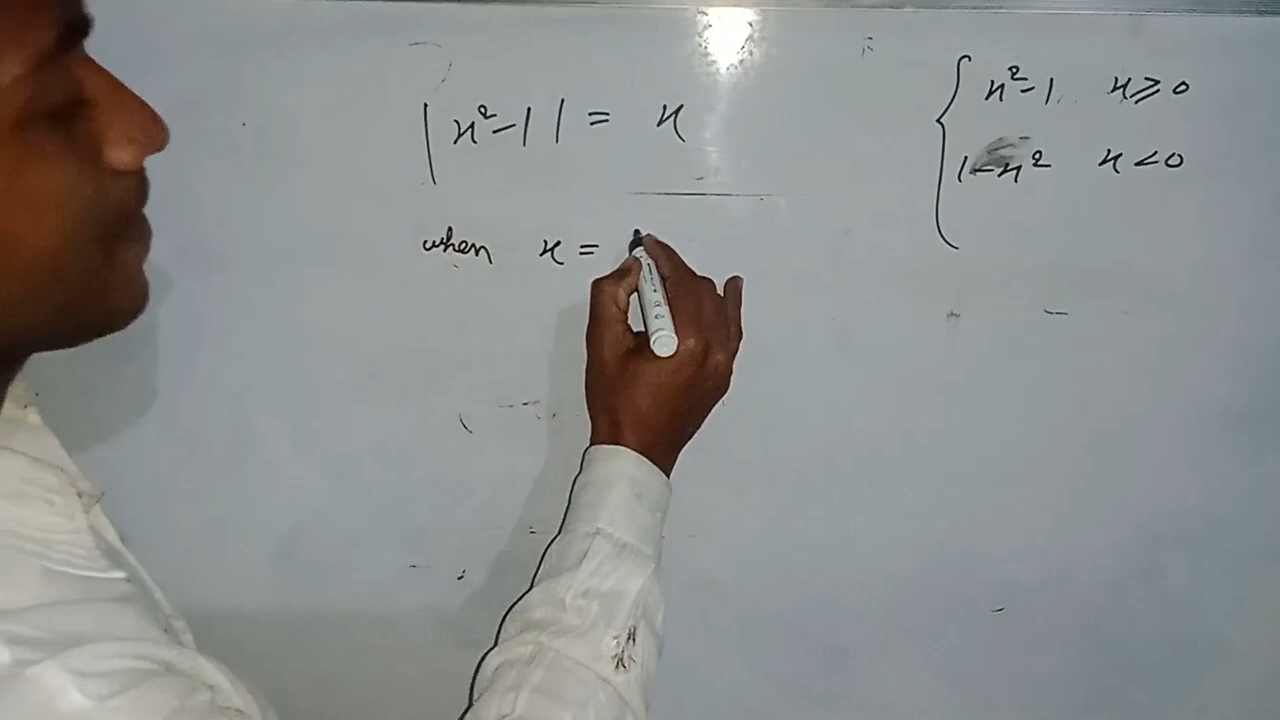 |x²-1| = x
when x =
x²-1 x≥0
1-x² x<0